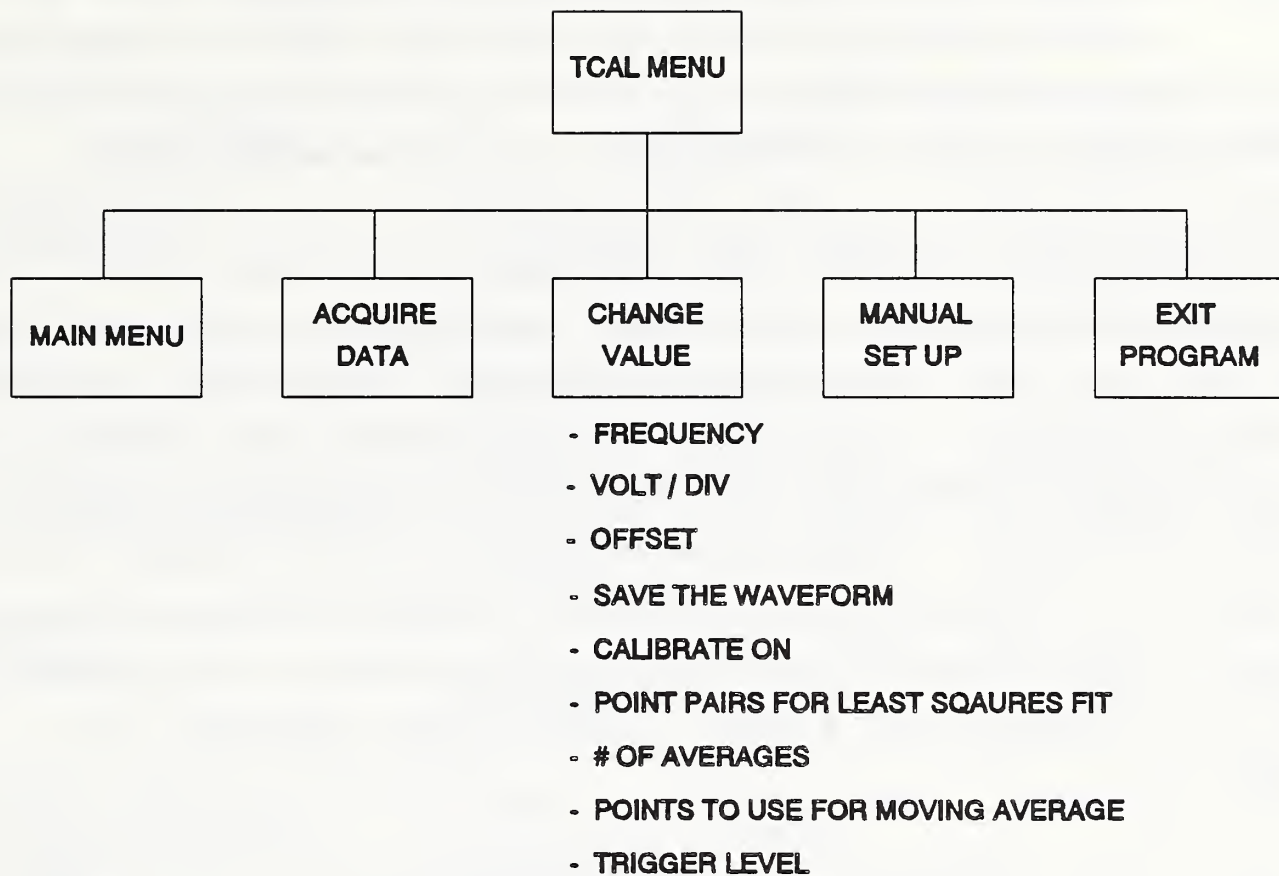 TCAL MENU
MAIN MENU
ACQUIRE
DATA
CHANGE
VALUE
MANUAL
SET UP
EXIT
PROGRAM
- FREQUENCY
- VOLT / DIV
- OFFSET
- SAVE THE WAVEFORM
- CALIBRATE ON
- POINT PAIRS FOR LEAST SQAURES FIT
- # OF AVERAGES
- POINTS TO USE FOR MOVING AVERAGE
- TRIGGER LEVEL